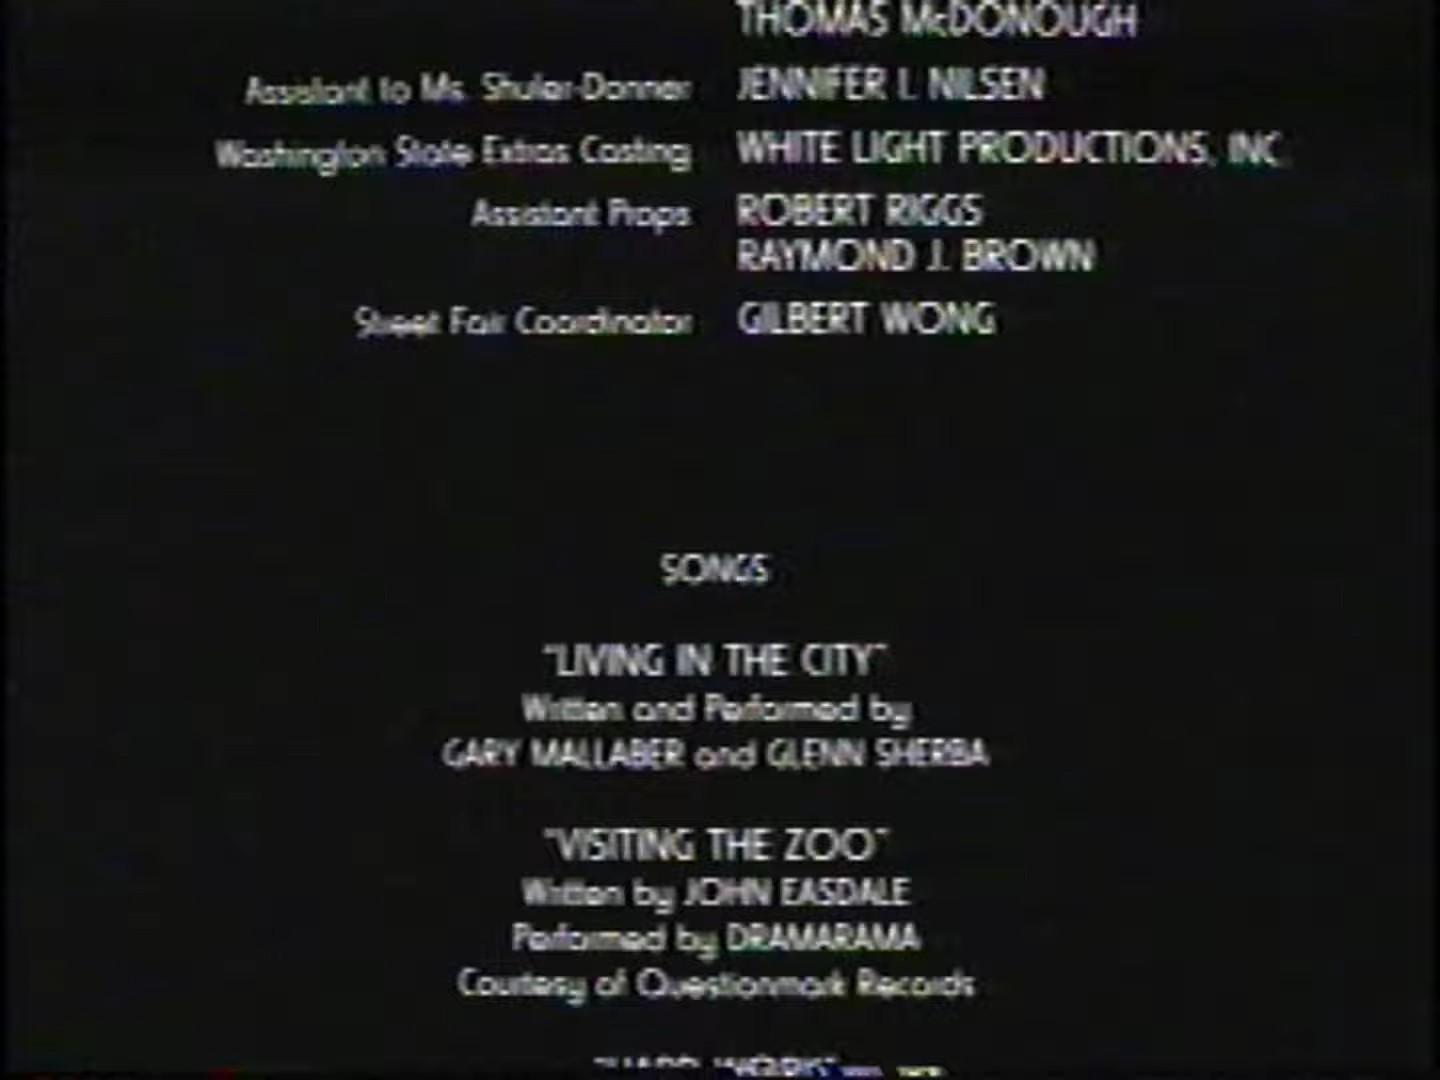 THOMAS McDONOUGH
Assistant to Ms. Shuler-Donner JENNIFER I. NILSEN
Washington State Extras Casting WHITE LIGHT PRODUCTIONS, INC.
Assistant Props ROBERT RIGGS
RAYMOND J. BROWN
Street Fair Coordinator GILBERT WONG
SONGS
"LIVING IN THE CITY"
Written and Performed by
GARY MALLABER and GLENN SHERBA
"VISITING THE ZOO"
Written by JOHN EASDALE
Performed by DRAMARAMA
Courtesy of Questionmark Records